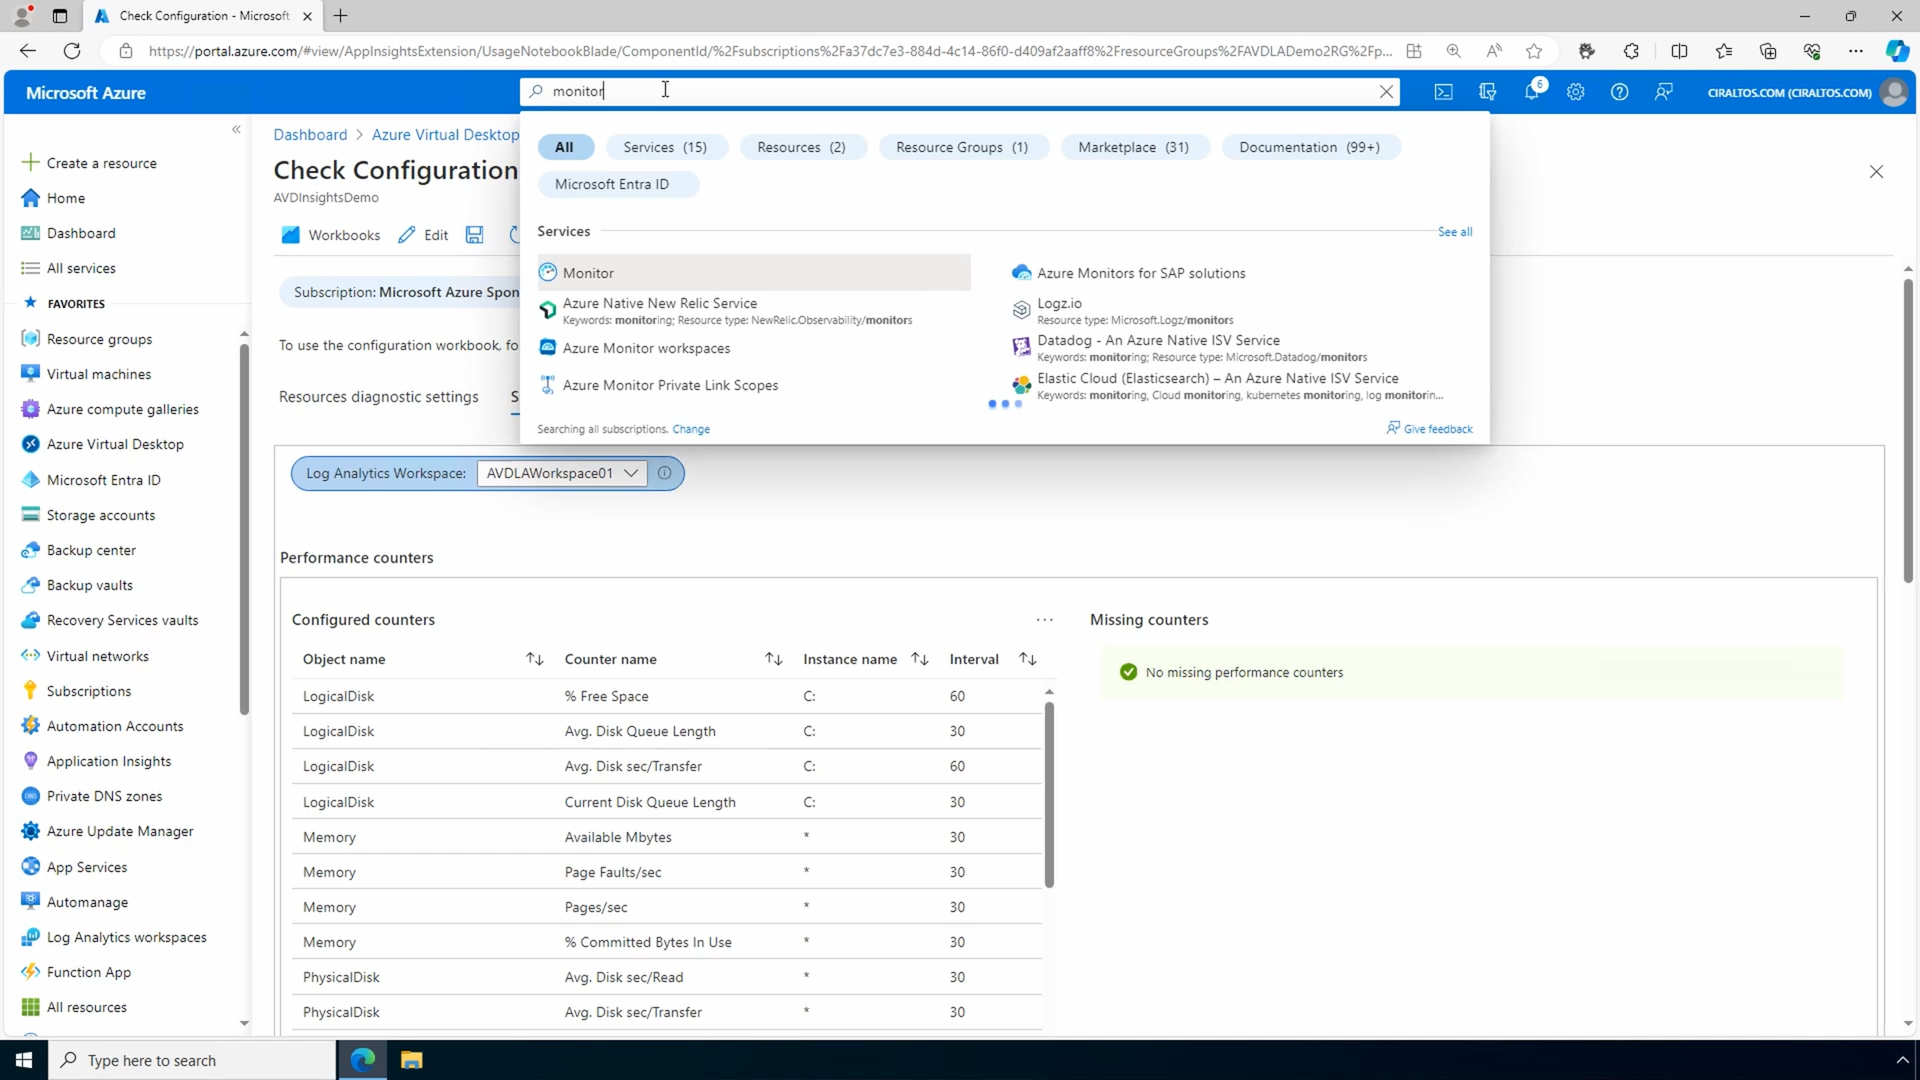 Check Configuration - Microsoft
https://portal.azure.com/#view/AppInsightsExtension/UsageNotebookBlade/ComponentId/%2Fsubscriptions%2Fa37dc7e3-884d-4c14-86f0-d409af2aaff8%2FresourceGroups%2FAVDLADemo2RG%2Fp...
Microsoft Azure
monitor
6
CIRALTOS.COM (CIRALTOS.COM)
Create a resource
Home
Dashboard
All services
FAVORITES
Resource groups
Virtual machines
Azure compute galleries
Azure Virtual Desktop
Microsoft Entra ID
Storage accounts
Backup center
Backup vaults
Recovery Services vaults
Virtual networks
Subscriptions
Automation Accounts
Application Insights
Private DNS zones
Azure Update Manager
App Services
Automanage
Log Analytics workspaces
Function App
All resources
Dashboard > Azure Virtual Desktop
Check Configuration
AVDInsightsDemo
Workbooks
Edit
Subscription: Microsoft Azure Spon
To use the configuration workbook, fo
Resources diagnostic settings
S
All
Services (15)
Resources (2)
Resource Groups (1)
Marketplace (31)
Documentation (99+)
Microsoft Entra ID
Services
See all
Monitor
Azure Native New Relic Service
Keywords: monitoring; Resource type: NewRelic.Observability/monitors
Azure Monitor workspaces
Azure Monitor Private Link Scopes
Azure Monitors for SAP solutions
Logz.io
Resource type: Microsoft.Logz/monitors
Datadog - An Azure Native ISV Service
Keywords: monitoring; Resource type: Microsoft.Datadog/monitors
Elastic Cloud (Elasticsearch) – An Azure Native ISV Service
Keywords: monitoring, Cloud monitoring, kubernetes monitoring, log monitorin...
Searching all subscriptions. Change
Give feedback
Log Analytics Workspace: AVDLAWorkspace01
Performance counters
Configured counters
Object name Counter name Instance name Interval
LogicalDisk % Free Space C: 60
LogicalDisk Avg. Disk Queue Length C: 30
LogicalDisk Avg. Disk sec/Transfer C: 60
LogicalDisk Current Disk Queue Length C: 30
Memory Available Mbytes * 30
Memory Page Faults/sec * 30
Memory Pages/sec * 30
Memory % Committed Bytes In Use * 30
PhysicalDisk Avg. Disk sec/Read * 30
PhysicalDisk Avg. Disk sec/Transfer * 30
Missing counters
No missing performance counters
Type here to search